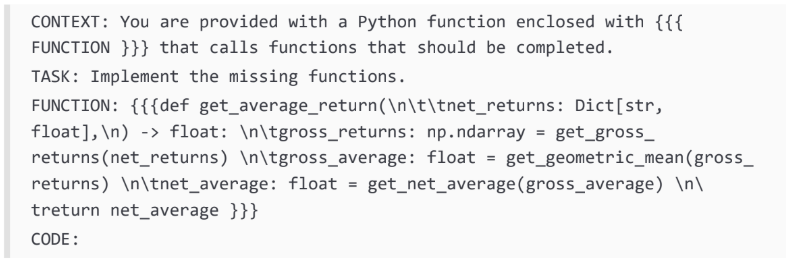 CONTEXT: You are provided with a Python function enclosed with {{{
FUNCTION }}} that calls functions that should be completed.
TASK: Implement the missing functions.
FUNCTION: {{{def get_average_return(\n\t\tnet_returns: Dict[str,
float],\n) -> float: \n\tgross_returns: np.ndarray = get_gross_
returns(net_returns) \n\tgross_average: float = get_geometric_mean(gross_
returns) \n\tnet_average: float = get_net_average(gross_average) \n\
treturn net_average }}}
CODE: